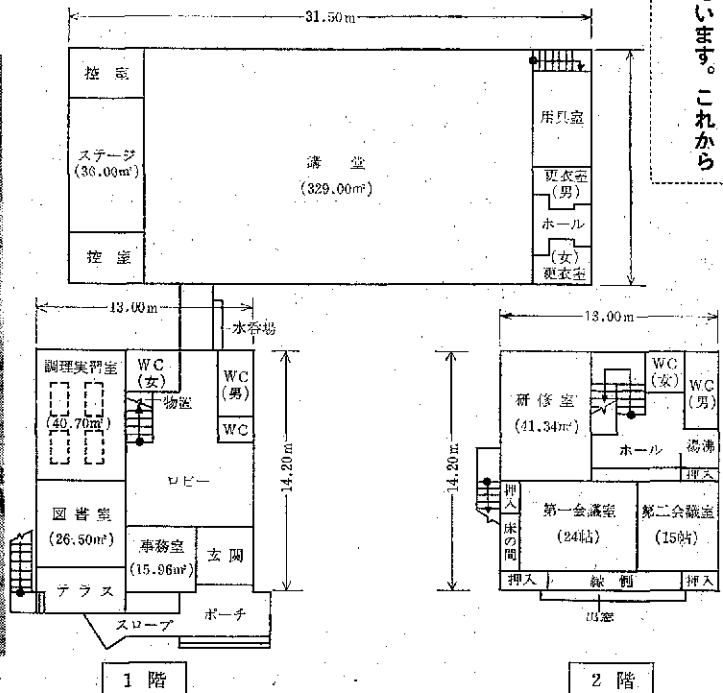 います。これから
31.50m
控室
ステージ
(36.00㎡)
控室
講堂
(329.00㎡)
用具室
更衣室
(男)
ホール
(女)
更衣室
13.00m
水呑場
調理実習室
(40.70㎡)
WC
(女)
物置
WC
(男)
WC
ロビー
14.20m
図書室
(26.50㎡)
事務室
(15.96㎡)
玄関
テラス
スロープ
ポーチ
1階
13.00m
14.20m
研修室
(41.34㎡)
WC
(女)
WC
(男)
ホール
湯沸
押入
押入
床の間
第一会議室
(24帖)
第二会議室
(15帖)
押入
縁側
押入
出窓
2階